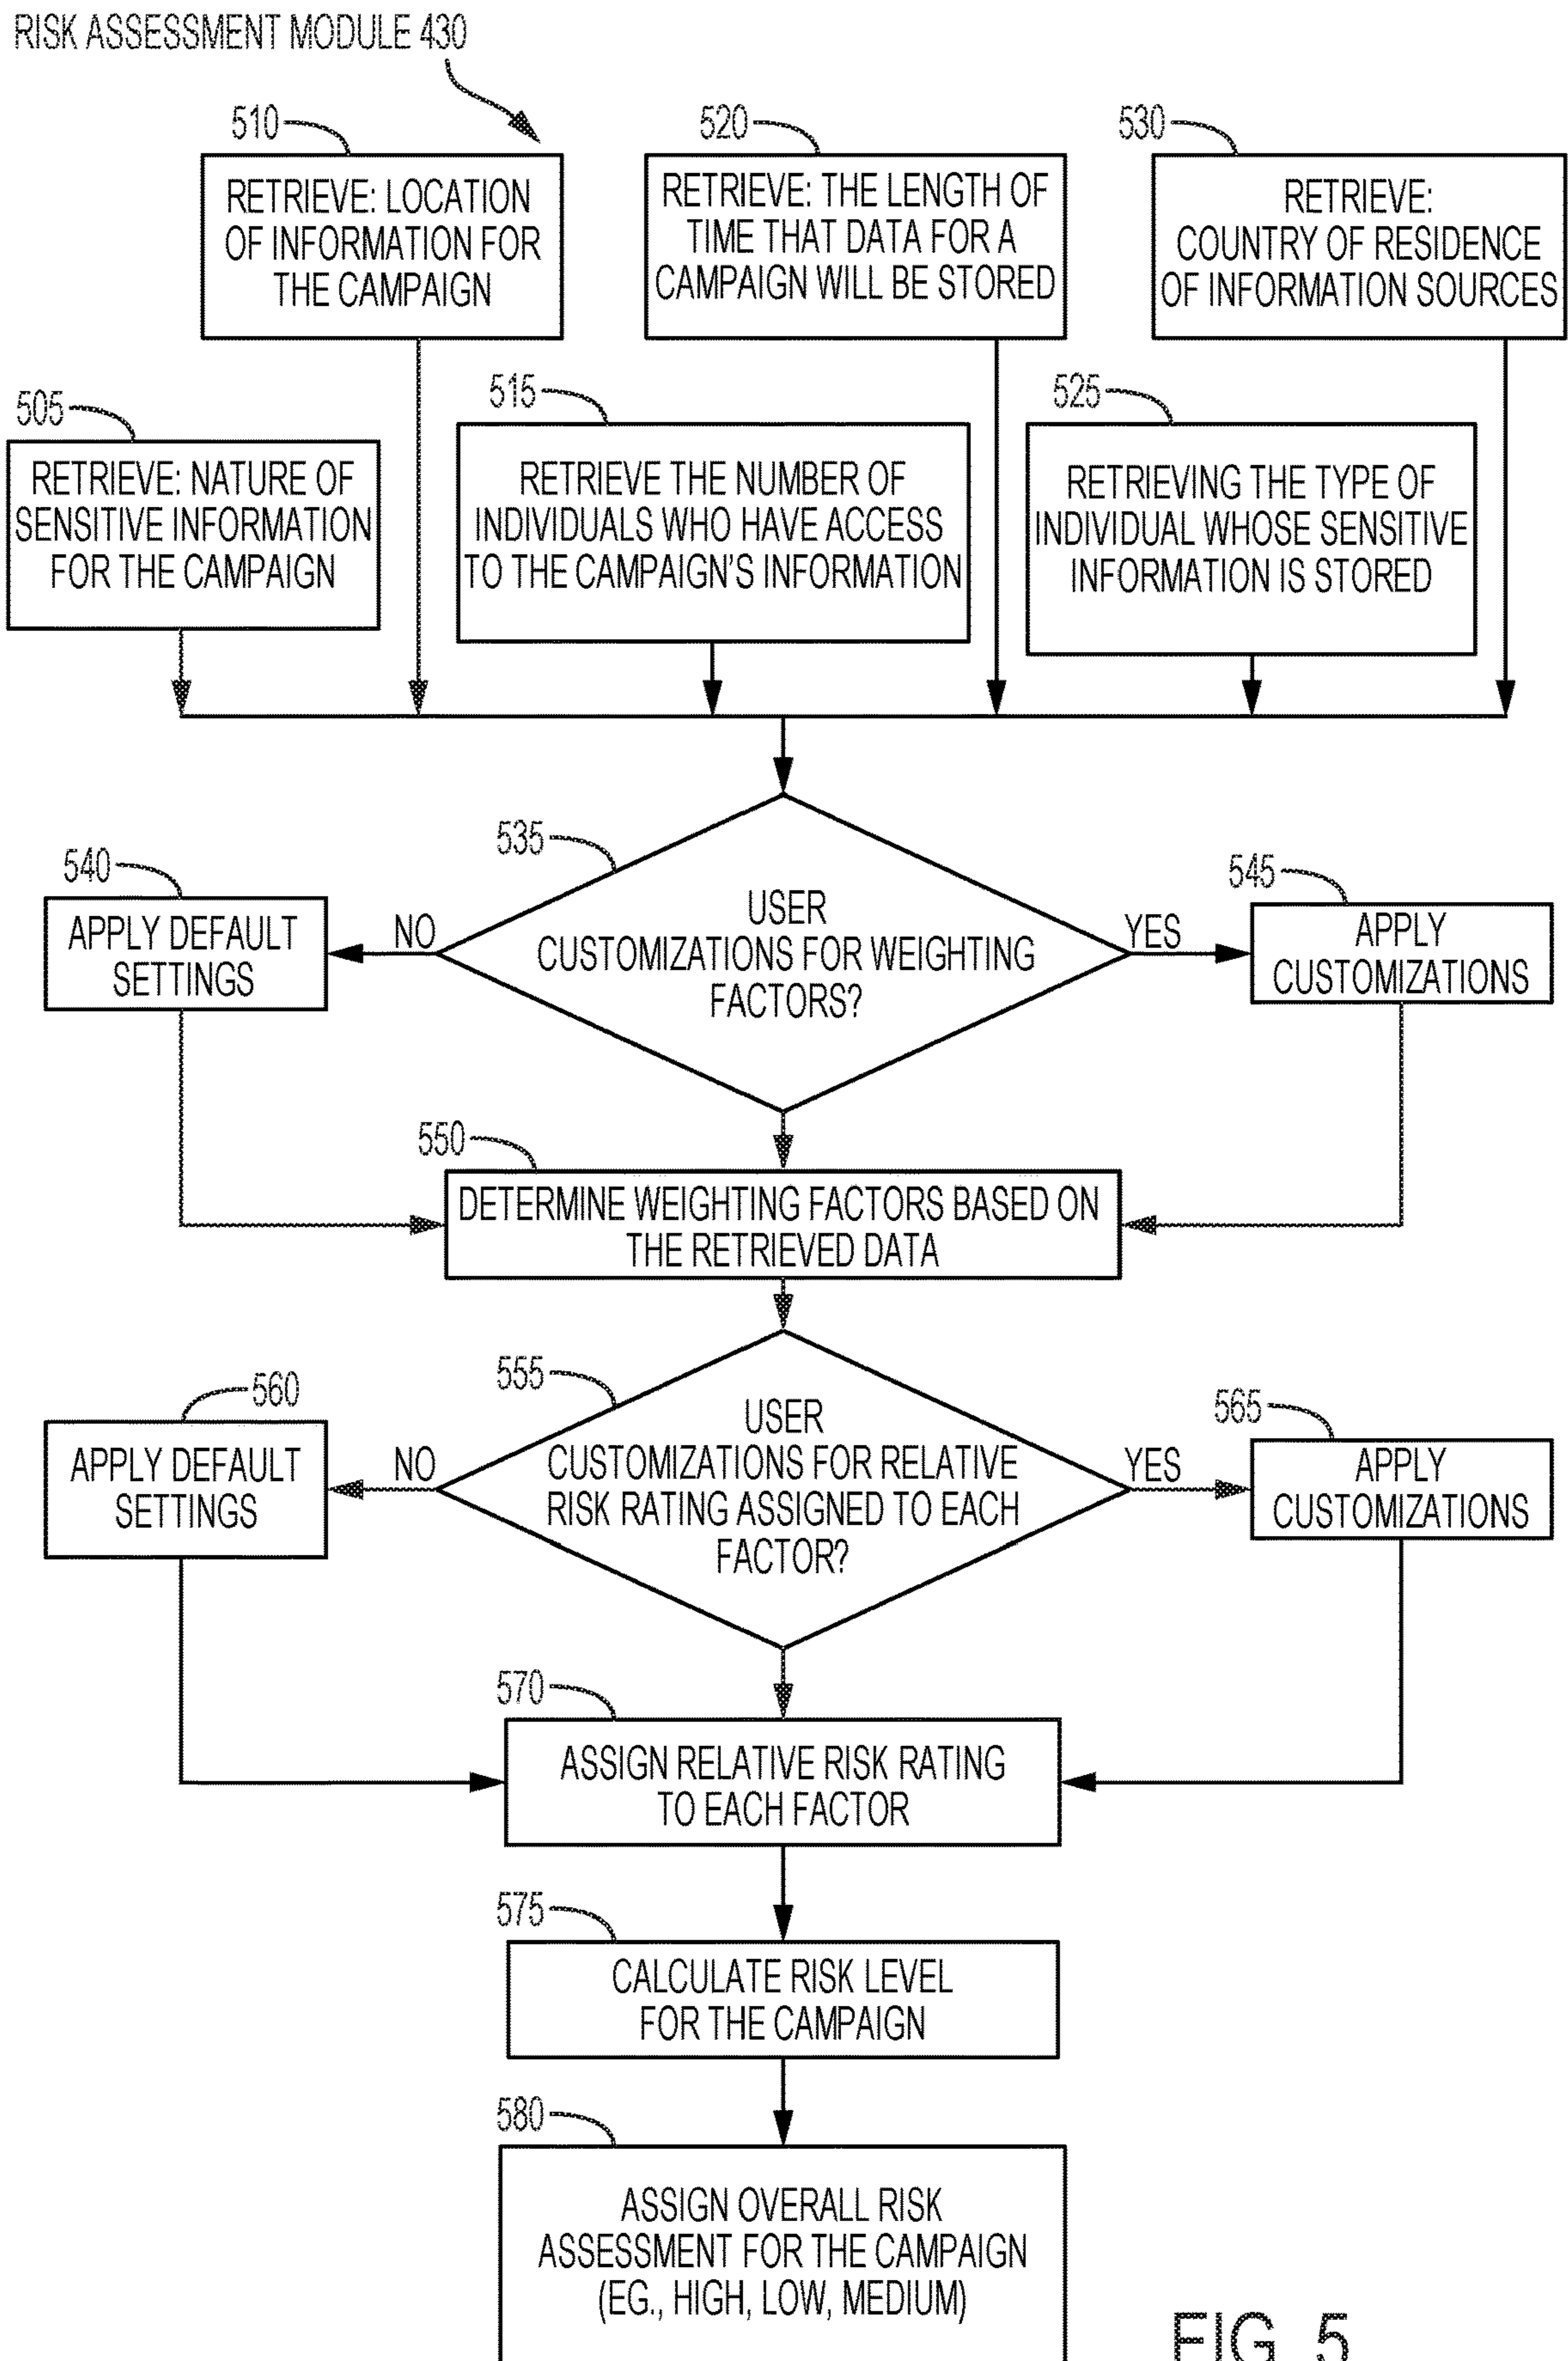 RISK ASSESSMENT MODULE 430
510
RETRIEVE: LOCATION
OF INFORMATION FOR
THE CAMPAIGN
520
RETRIEVE: THE LENGTH OF
TIME THAT DATA FOR A
CAMPAIGN WILL BE STORED
530
RETRIEVE:
COUNTRY OF RESIDENCE
OF INFORMATION SOURCES
505
RETRIEVE: NATURE OF
SENSITIVE INFORMATION
FOR THE CAMPAIGN
515
RETRIEVE THE NUMBER OF
INDIVIDUALS WHO HAVE ACCESS
TO THE CAMPAIGN'S INFORMATION
525
RETRIEVING THE TYPE OF
INDIVIDUAL WHOSE SENSITIVE
INFORMATION IS STORED
535
USER
CUSTOMIZATIONS FOR WEIGHTING
FACTORS?
NO
YES
540
APPLY DEFAULT
SETTINGS
545
APPLY
CUSTOMIZATIONS
550
DETERMINE WEIGHTING FACTORS BASED ON
THE RETRIEVED DATA
555
USER
CUSTOMIZATIONS FOR RELATIVE
RISK RATING ASSIGNED TO EACH
FACTOR?
NO
YES
560
APPLY DEFAULT
SETTINGS
565
APPLY
CUSTOMIZATIONS
570
ASSIGN RELATIVE RISK RATING
TO EACH FACTOR
575
CALCULATE RISK LEVEL
FOR THE CAMPAIGN
580
ASSIGN OVERALL RISK
ASSESSMENT FOR THE CAMPAIGN
(EG., HIGH, LOW, MEDIUM)
FIG. 5